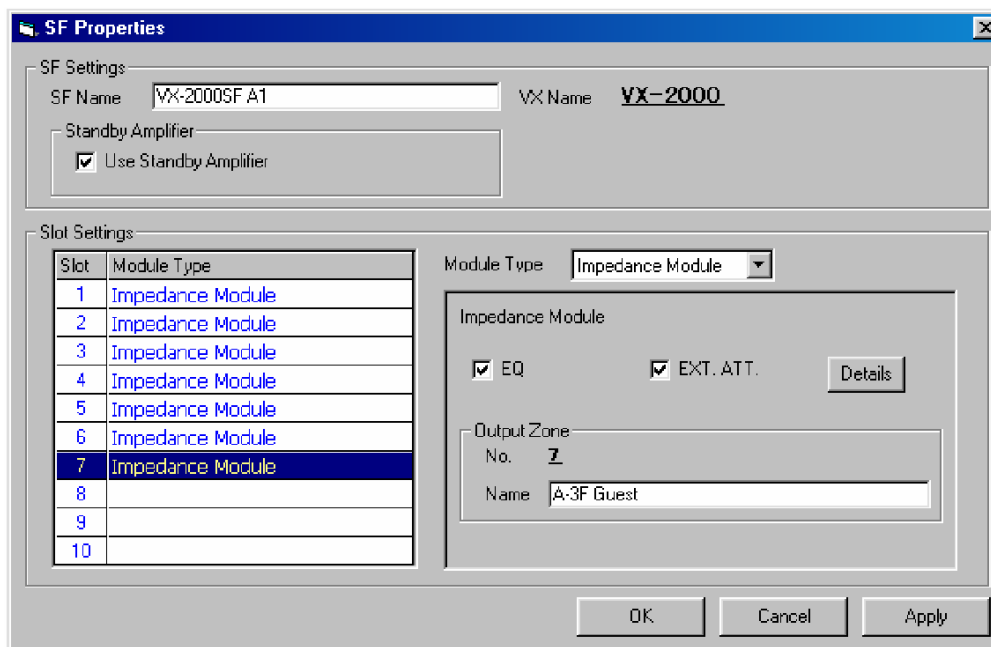 SF Properties
SF Settings
SF Name VX-2000SF A1 VX Name VX-2000
Standby Amplifier
Use Standby Amplifier
Slot Settings
Slot Module Type
1 Impedance Module
2 Impedance Module
3 Impedance Module
4 Impedance Module
5 Impedance Module
6 Impedance Module
7 Impedance Module
8
9
10
Module Type Impedance Module
Impedance Module
EQ EXT. ATT. Details
Output Zone
No. 7
Name A-3F Guest
OK Cancel Apply